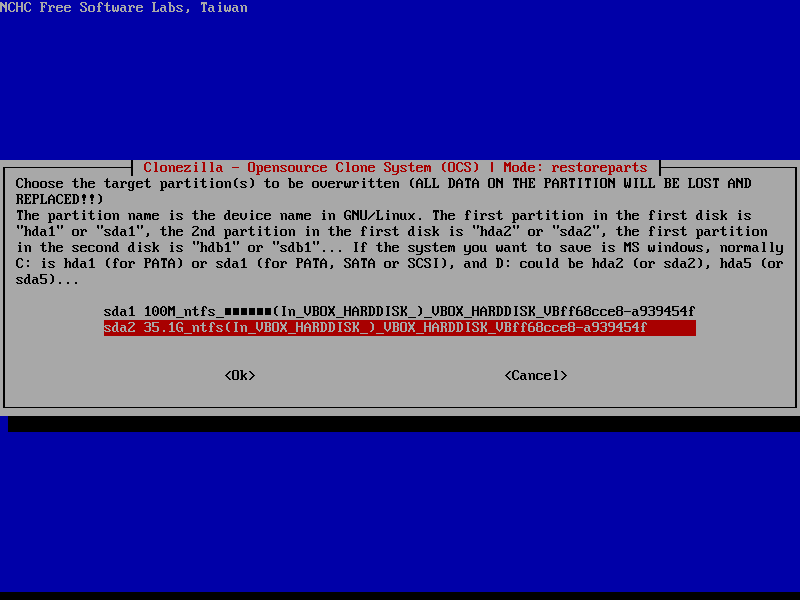 NCHC Free Software Labs, Taiwan
Clonezilla - Opensource Clone System (OCS) | Mode: restoreparts
Choose the target partition(s) to be overwritten (ALL DATA ON THE PARTITION WILL BE LOST AND
REPLACED!!)
The partition name is the device name in GNU/Linux. The first partition in the first disk is
"hda1" or "sda1", the 2nd partition in the first disk is "hda2" or "sda2", the first partition
in the second disk is "hdb1" or "sdb1"... If the system you want to save is MS windows, normally
C: is hda1 (for PATA) or sda1 (for PATA, SATA or SCSI), and D: could be hda2 (or sda2), hda5 (or
sda5)...
sda1 100M_ntfs_■■■■■■(In_VBOX_HARDDISK_)_VBOX_HARDDISK_VBff68cce8-a939454f
sda2 35.1G_ntfs(In_VBOX_HARDDISK_)_VBOX_HARDDISK_VBff68cce8-a939454f
<Ok> <Cancel>